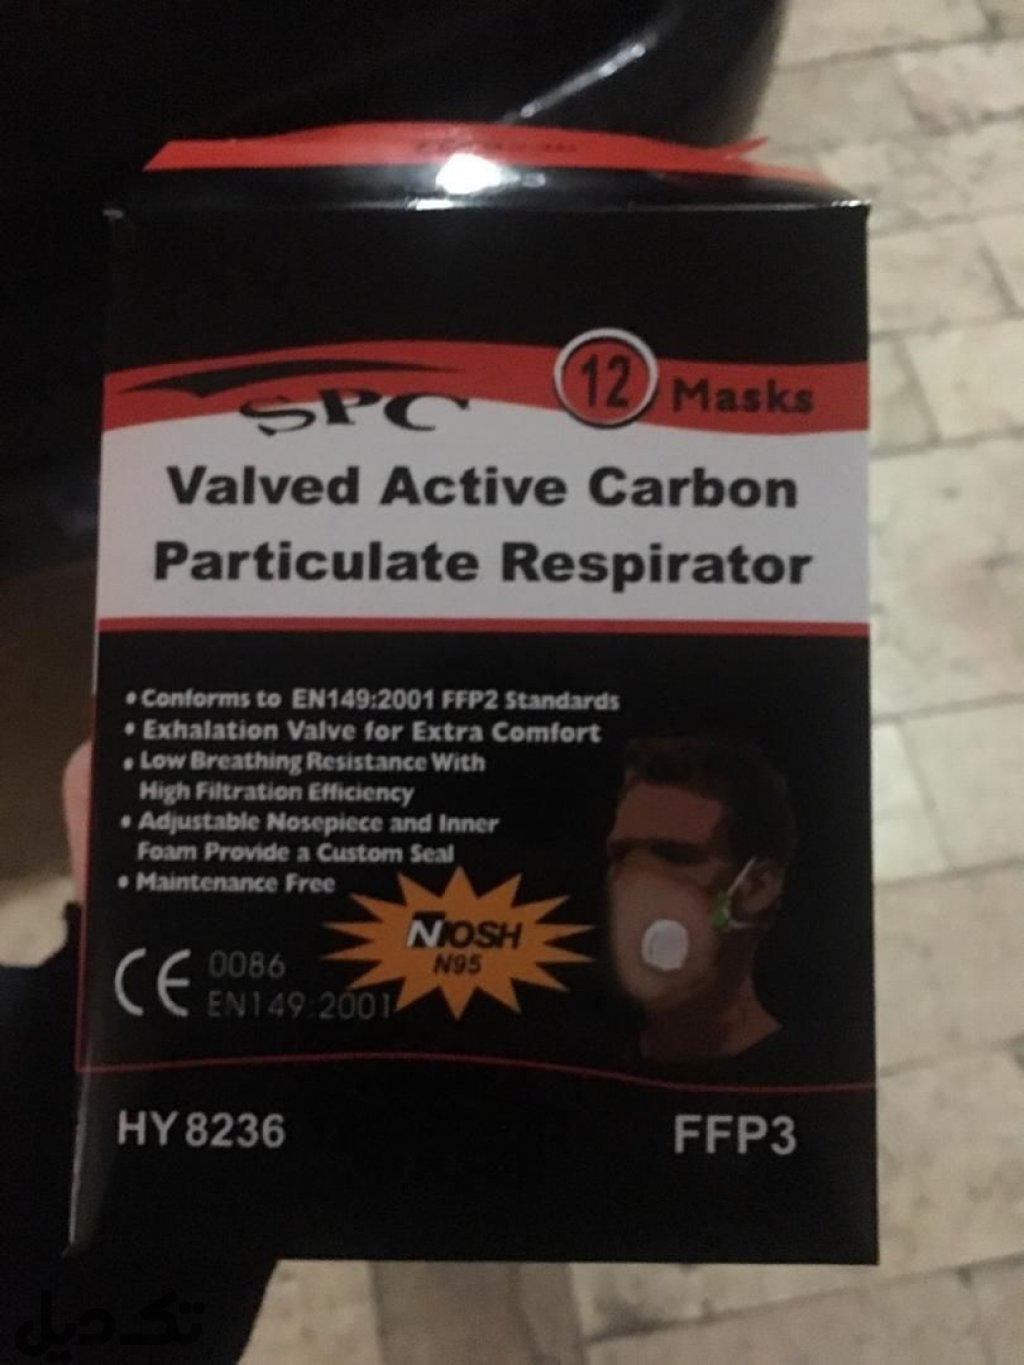 SPC
12 Masks
Valved Active Carbon
Particulate Respirator
• Conforms to EN149:2001 FFP2 Standards
• Exhalation Valve for Extra Comfort
• Low Breathing Resistance With
High Filtration Efficiency
• Adjustable Nosepiece and Inner
Foam Provide a Custom Seal
• Maintenance Free
NIOSH
N95
CE 0086
EN149:2001
HY 8236
FFP3
تک‌دیل